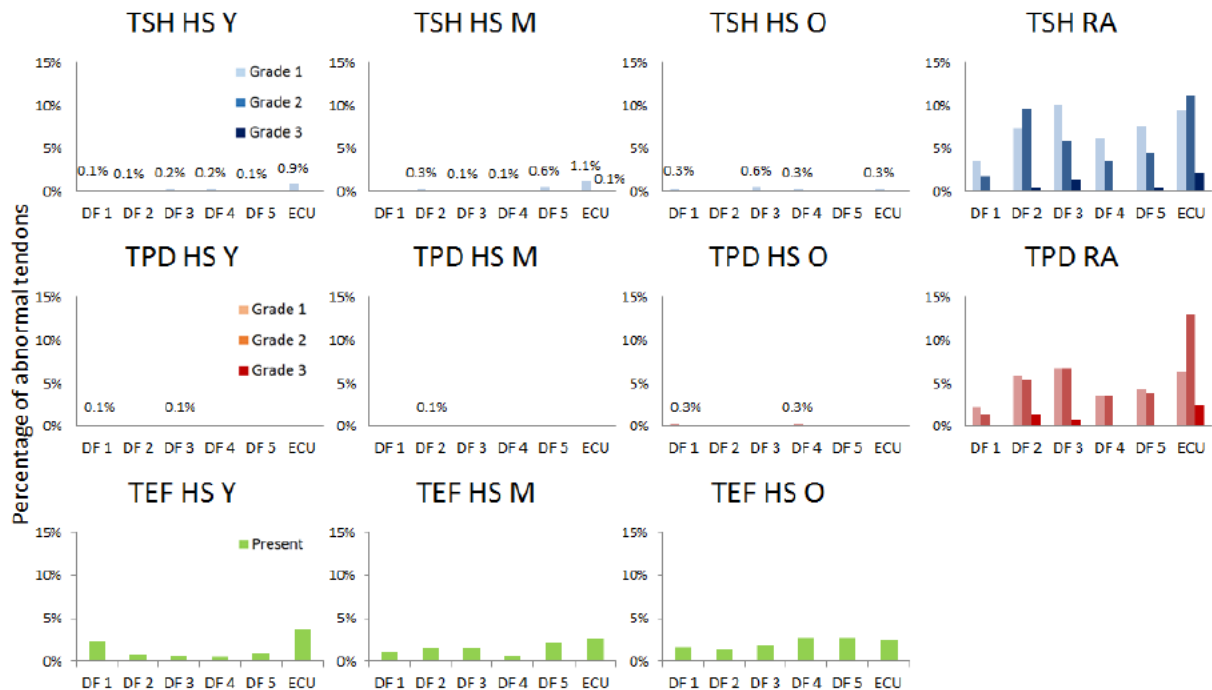 TSH HS Y TSH HS M TSH HS O TSH RA
15% 15% 15% 15%
Grade 1
10% 10% 10% 10%
Grade 2
Grade 3
5% 5% 5% 5%
0.1% 0.1% 0.2% 0.2% 0.1% 0.9% 0.3% 0.1% 0.1% 0.6% 1.1% 0.1% 0.3% 0.6% 0.3% 0.3%
0% 0% 0% 0%
DF 1 DF 2 DF 3 DF 4 DF 5 ECU DF 1 DF 2 DF 3 DF 4 DF 5 ECU DF 1 DF 2 DF 3 DF 4 DF 5 ECU DF 1 DF 2 DF 3 DF 4 DF 5 ECU
Percentage of abnormal tendons
TPD HS Y TPD HS M TPD HS O TPD RA
15% 15% 15% 15%
Grade 1
10% 10% 10% 10%
Grade 2
Grade 3
5% 5% 5% 5%
0.1% 0.1% 0.1% 0.3% 0.3%
0% 0% 0% 0%
DF 1 DF 2 DF 3 DF 4 DF 5 ECU DF 1 DF 2 DF 3 DF 4 DF 5 ECU DF 1 DF 2 DF 3 DF 4 DF 5 ECU DF 1 DF 2 DF 3 DF 4 DF 5 ECU
TEF HS Y TEF HS M TEF HS O
15% 15% 15%
Present
10% 10% 10%
5% 5% 5%
0% 0% 0%
DF 1 DF 2 DF 3 DF 4 DF 5 ECU DF 1 DF 2 DF 3 DF 4 DF 5 ECU DF 1 DF 2 DF 3 DF 4 DF 5 ECU